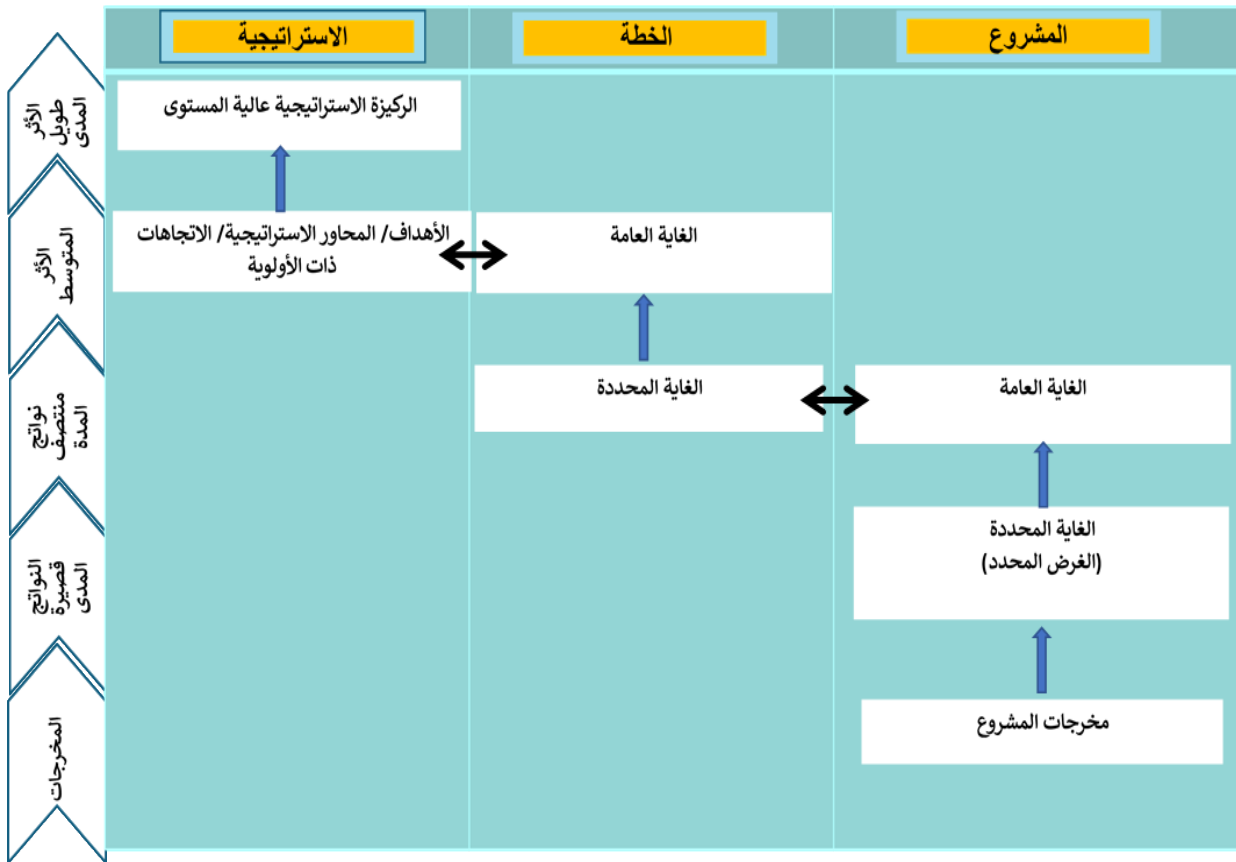 المشروع
الخطة
الاستراتيجية
الركيزة الاستراتيجية عالية المستوى
الغاية العامة
الأهداف/ المحاور الاستراتيجية/ الاتجاهات
ذات الأولوية
الغاية العامة
الغاية المحددة
الغاية المحددة
(الغرض المحدد)
مخرجات المشروع
الأثر
طويل
المدى
الأثر
المتوسط
نواتج
منتصف
المدة
النواتج
قصيرة
المدى
المخرجات